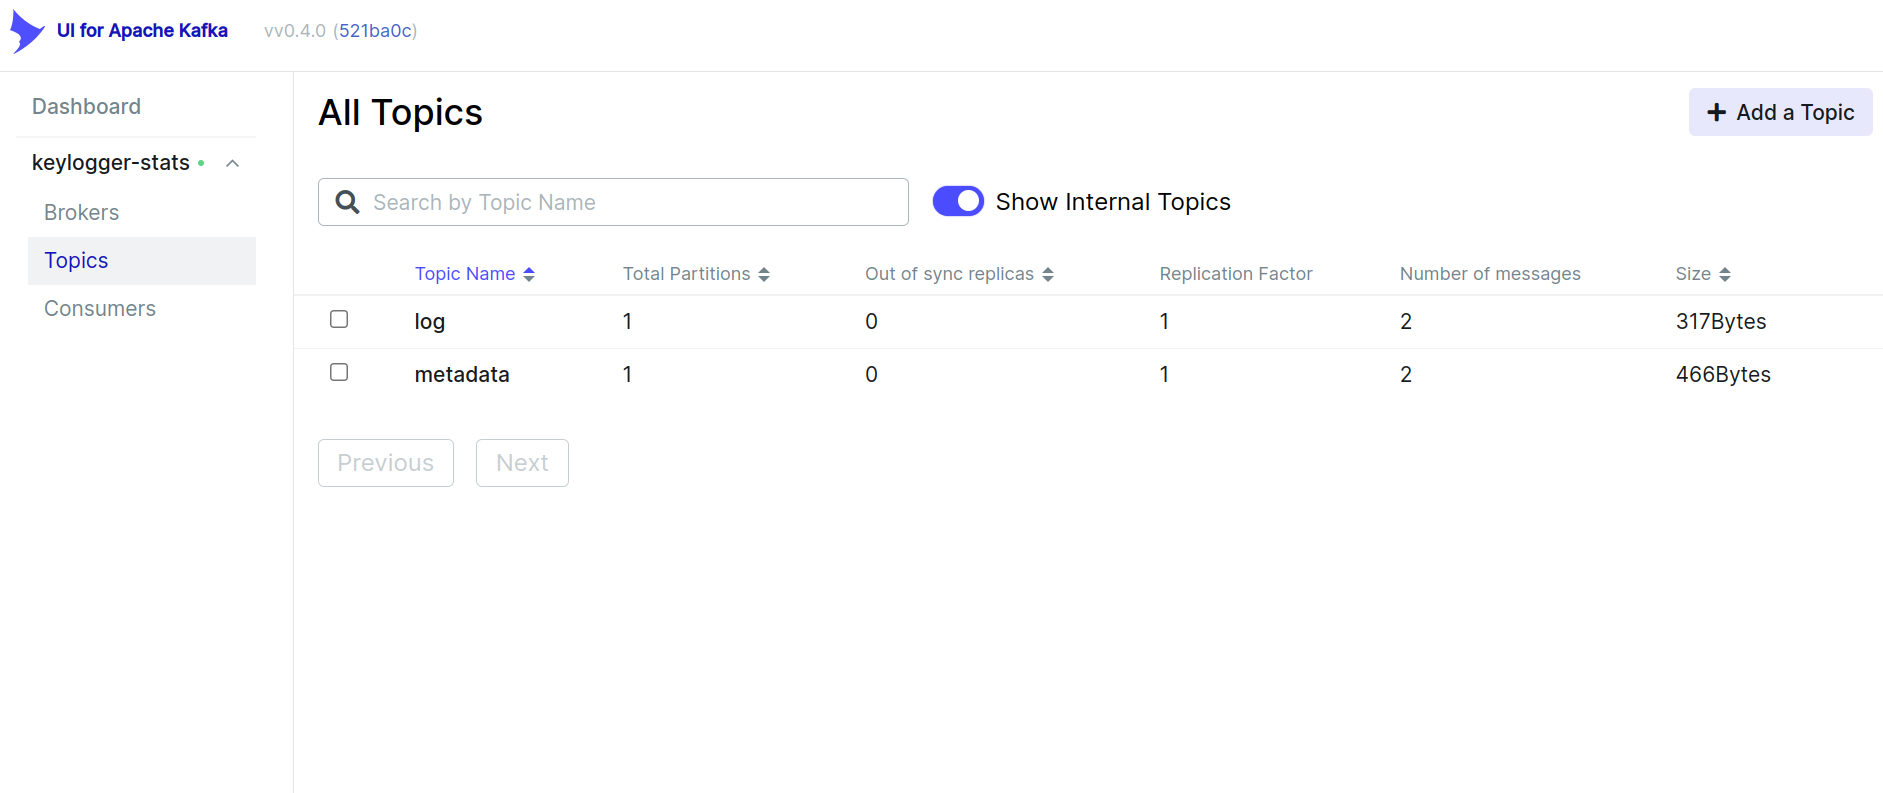 UI for Apache Kafka vv0.4.0 (521ba0c)
Dashboard
keylogger-stats
Brokers
Topics
Consumers
All Topics
Add a Topic
Search by Topic Name
Show Internal Topics
Topic Name Total Partitions Out of sync replicas Replication Factor Number of messages Size
log 1 0 1 2 317Bytes
metadata 1 0 1 2 466Bytes
Previous Next